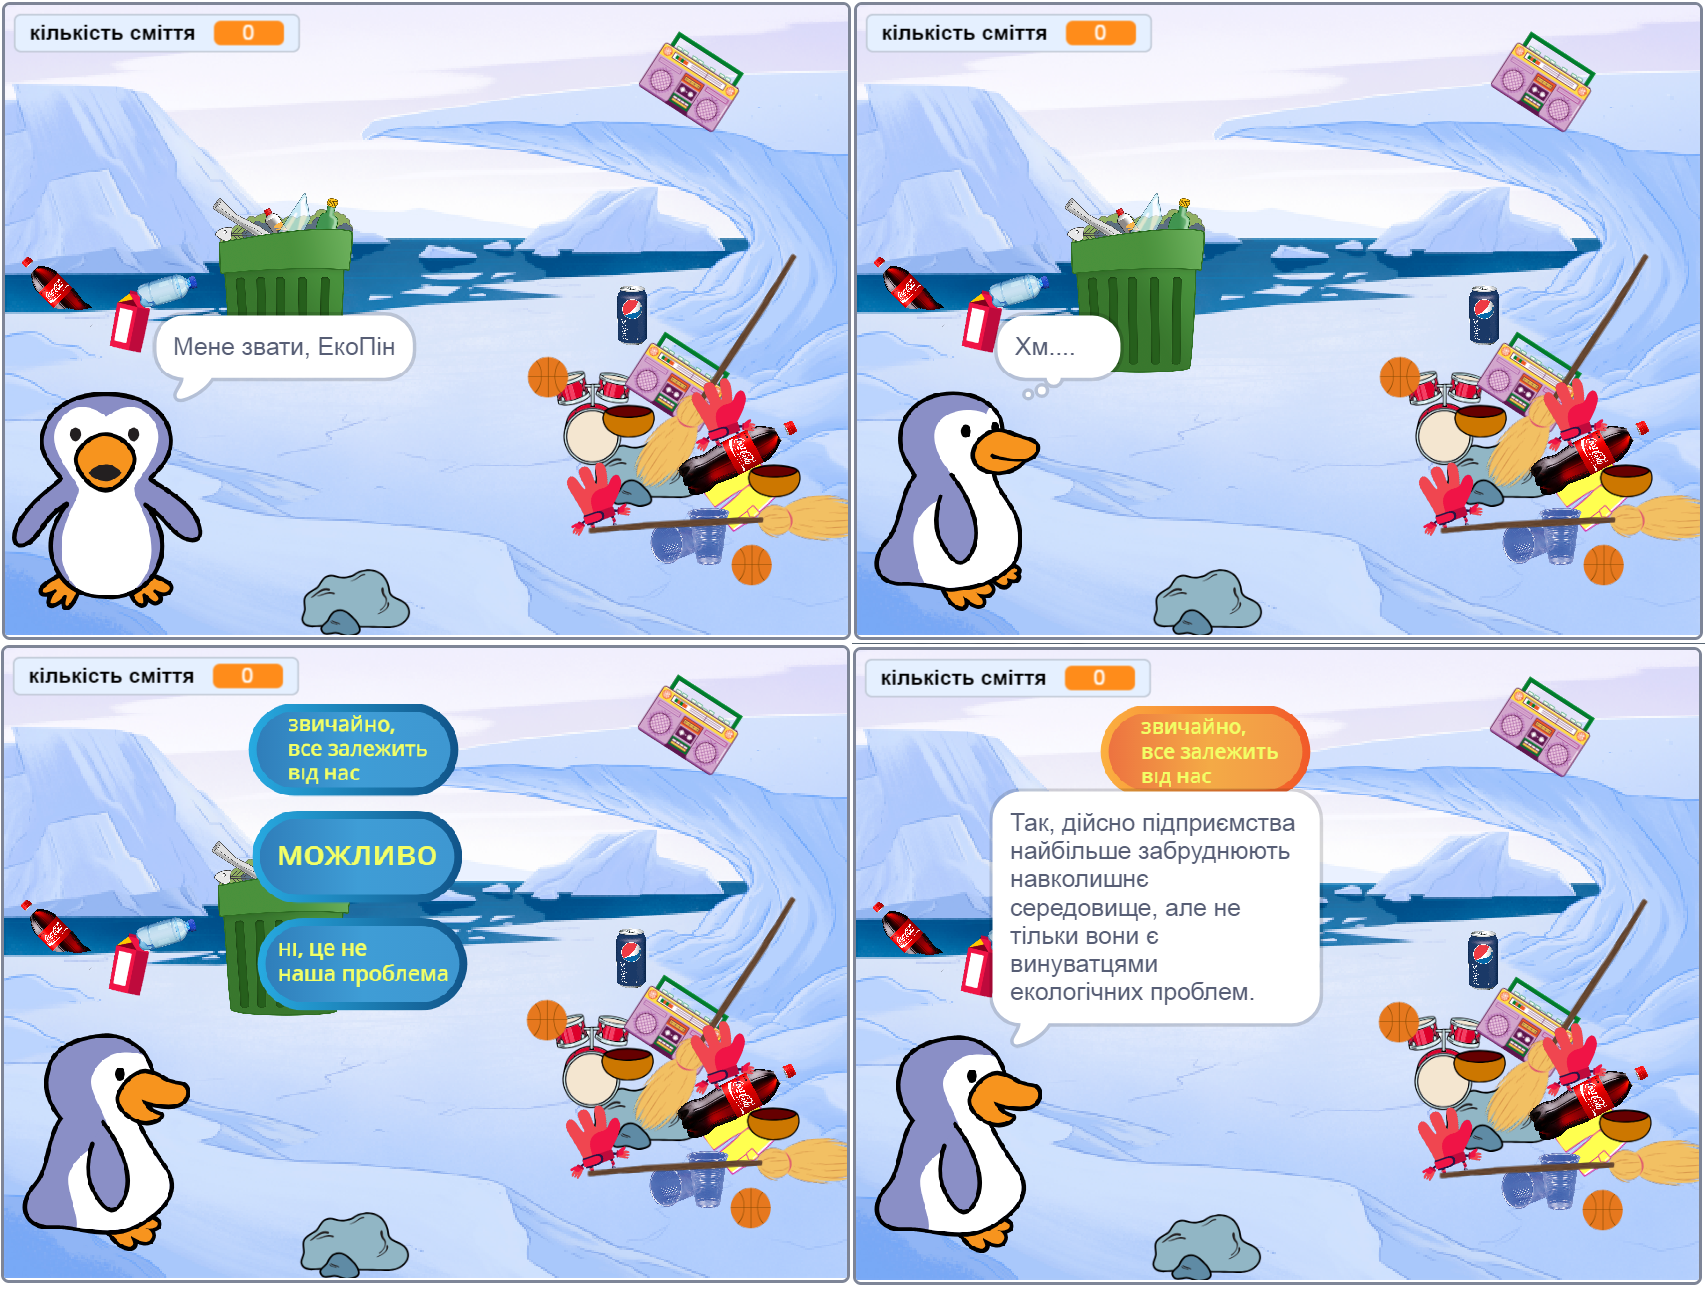 кількість сміття 0
Мене звати, ЕкоПін
кількість сміття 0
Хм....
кількість сміття 0
звичайно,
все залежить
від нас
можливо
ні, це не
наша проблема
кількість сміття 0
звичайно,
все залежить
від нас
Так, дійсно підприємства
найбільше забруднюють
навколишнє
середовище, але не
тільки вони є
винуватцями
екологічних проблем.